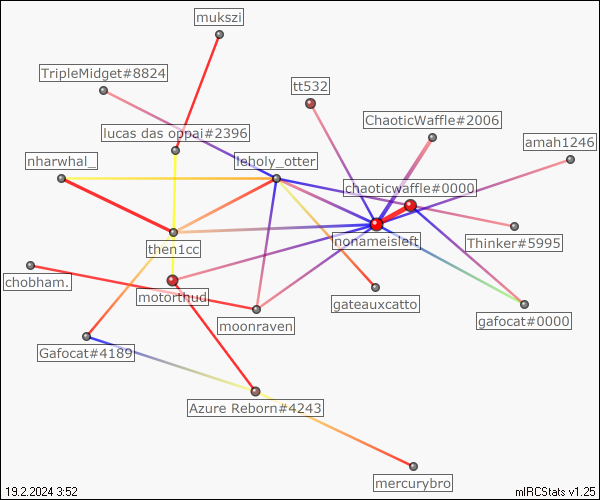 mukszi
TripleMidget#8824
tt532
ChaoticWaffle#2006
lucas das oppai#2396
amah1246
nharwhal_
leholy_otter
chaoticwaffle#0000
then1cc
nonameisleft
Thinker#5995
chobham.
motorthud
gateauxcatto
moonraven
gafocat#0000
Gafocat#4189
Azure Reborn#4243
mercurybro
19.2.2024 3:52
mIRCStats v1.25